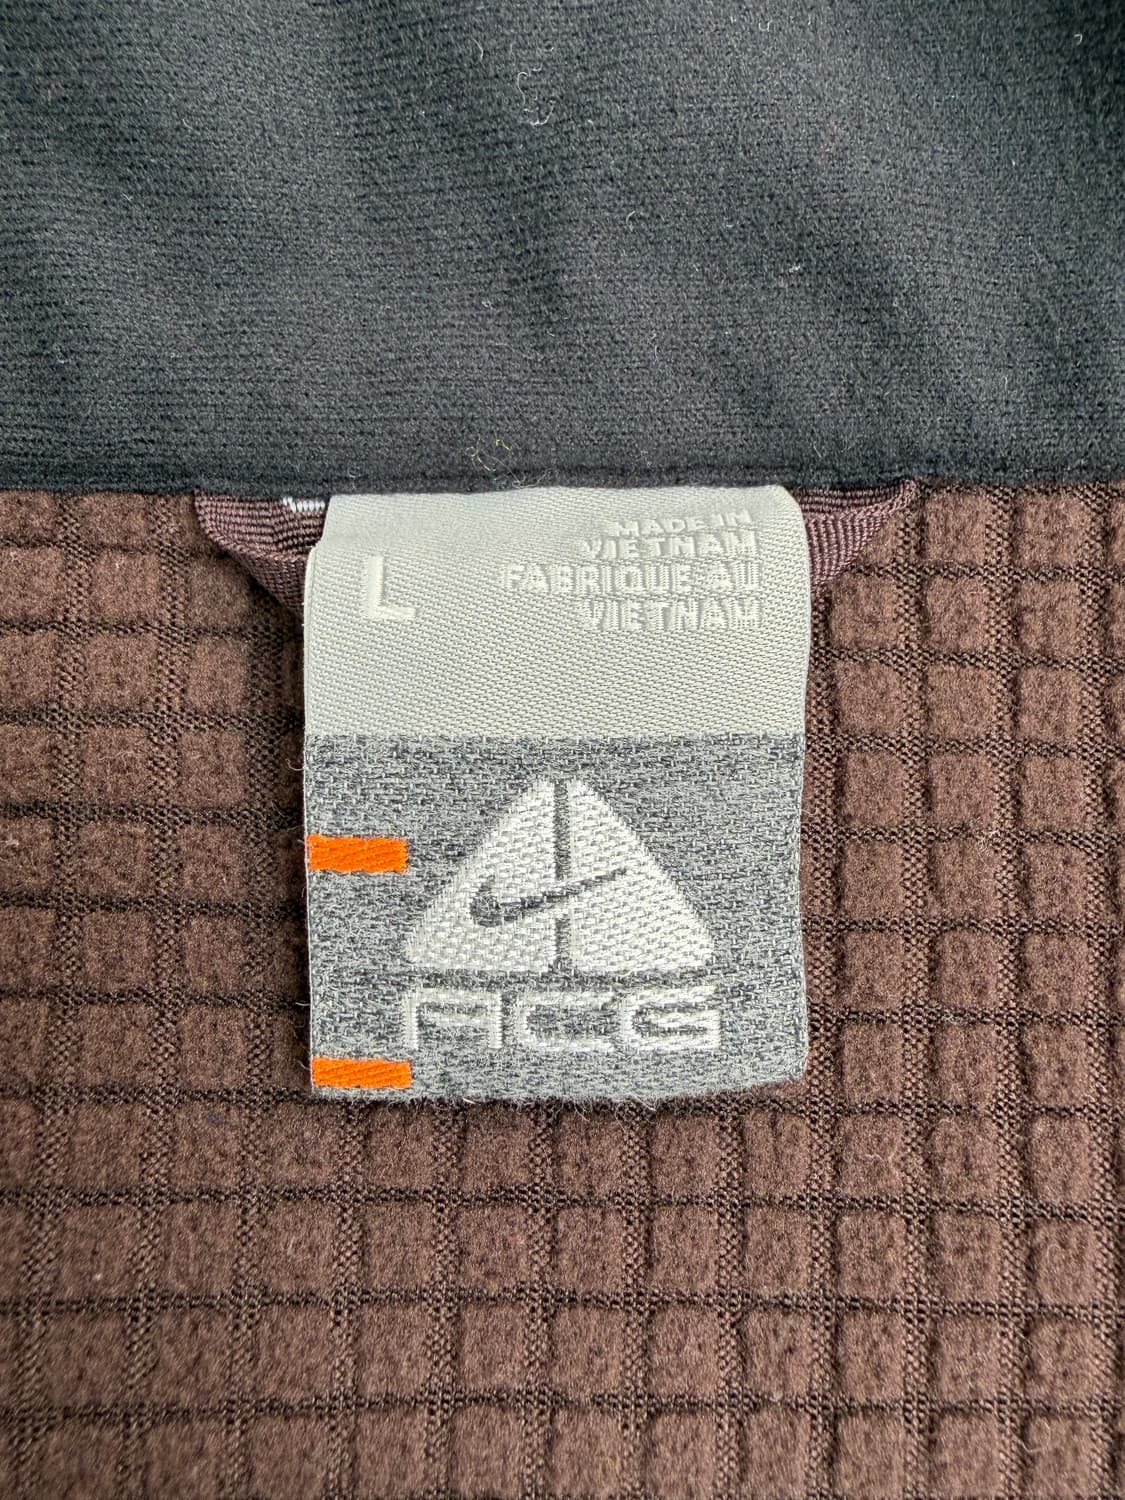 L
MADE IN
VIETNAM
FABRIQUE AU
VIETNAM
ACG